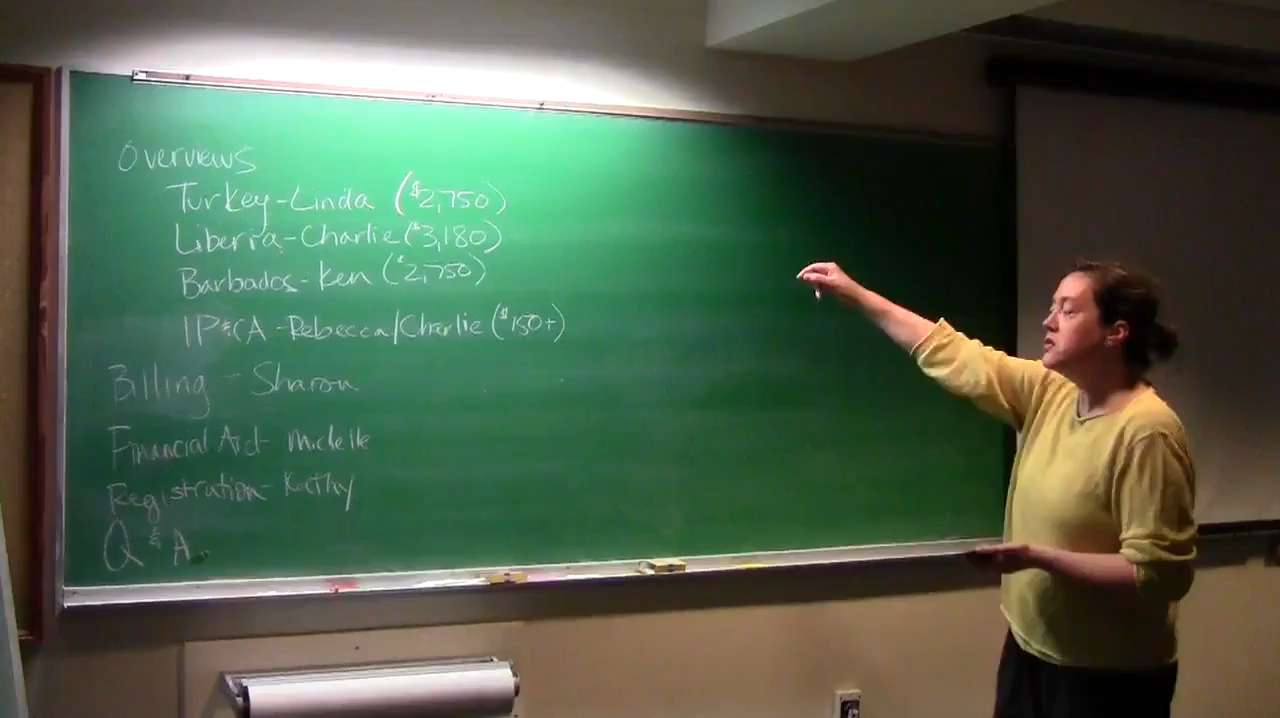 Overviews
Turkey-Linda ($2,750)
Liberia-Charlie ($3,180)
Barbados-Ken ($2,750)
IP&CA-Rebecca/Charlie ($150+)
Billing - Sharon
Financial Aid- Michelle
Registration- Kathy
Q & A